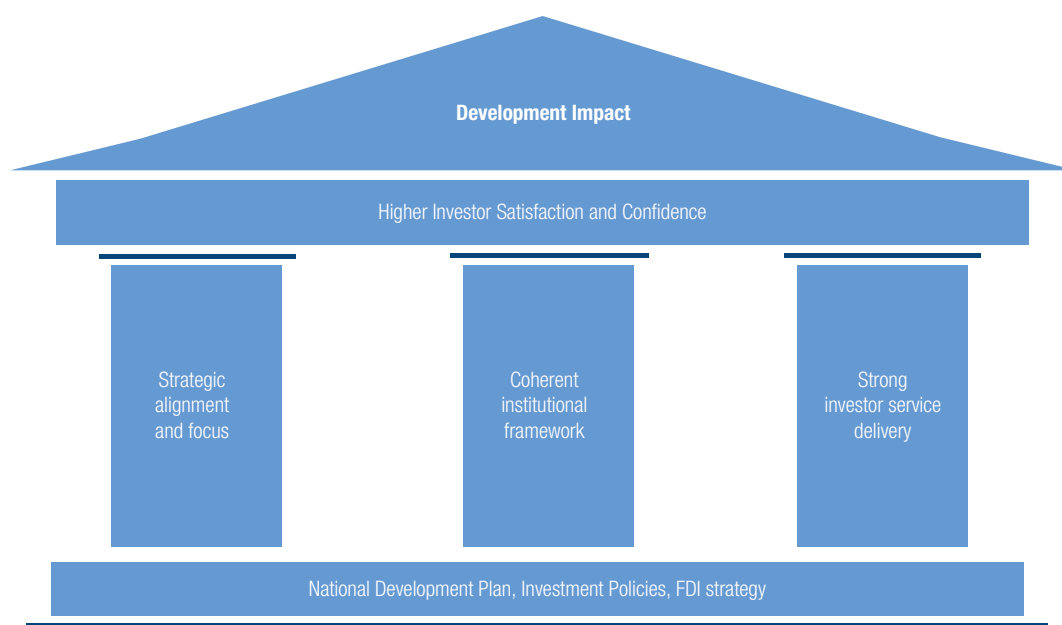 Development Impact
Higher Investor Satisfaction and Confidence
Strategic
alignment
and focus
Coherent
institutional
framework
Strong
investor service
delivery
National Development Plan, Investment Policies, FDI strategy